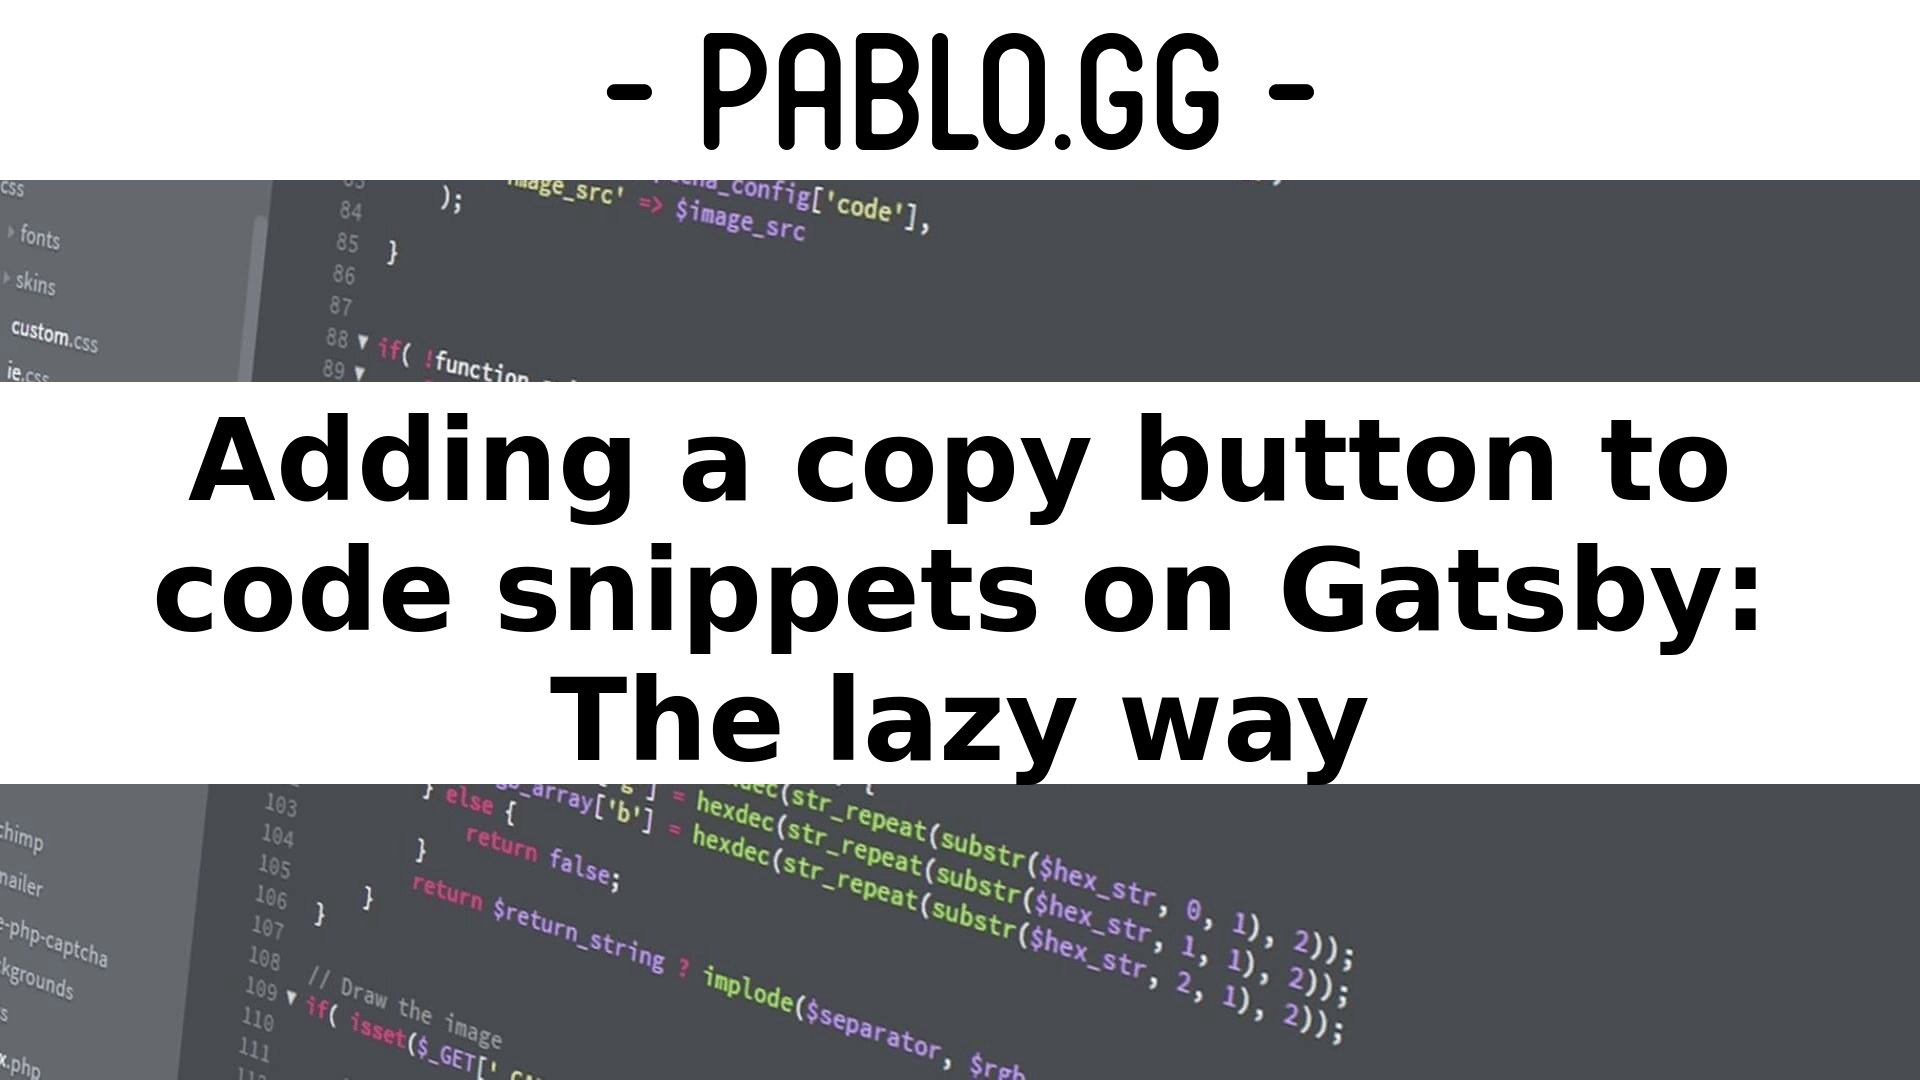 - PABLO.GG -
css
fonts
skins
custom.css
ie.css
84 );
image_src' => $image_src
_config['code'],
85 }
86
87
88 if( !function
89
Adding a copy button to
code snippets on Gatsby:
The lazy way
chimp
mailer
e-php-captcha
kgrounds
x.php
103 } else {
104 return false;
105 }
106 }
107 } return $return_string ? implode($separator, $rgb
108
109 // Draw the image
110 if( isset($_GET['
111
_array['b'] = hexdec(str_repeat(substr($hex_str, 0, 1), 2));
= hexdec(str_repeat(substr($hex_str, 1, 1), 2));
hexdec(str_repeat(substr($hex_str, 2, 1), 2));